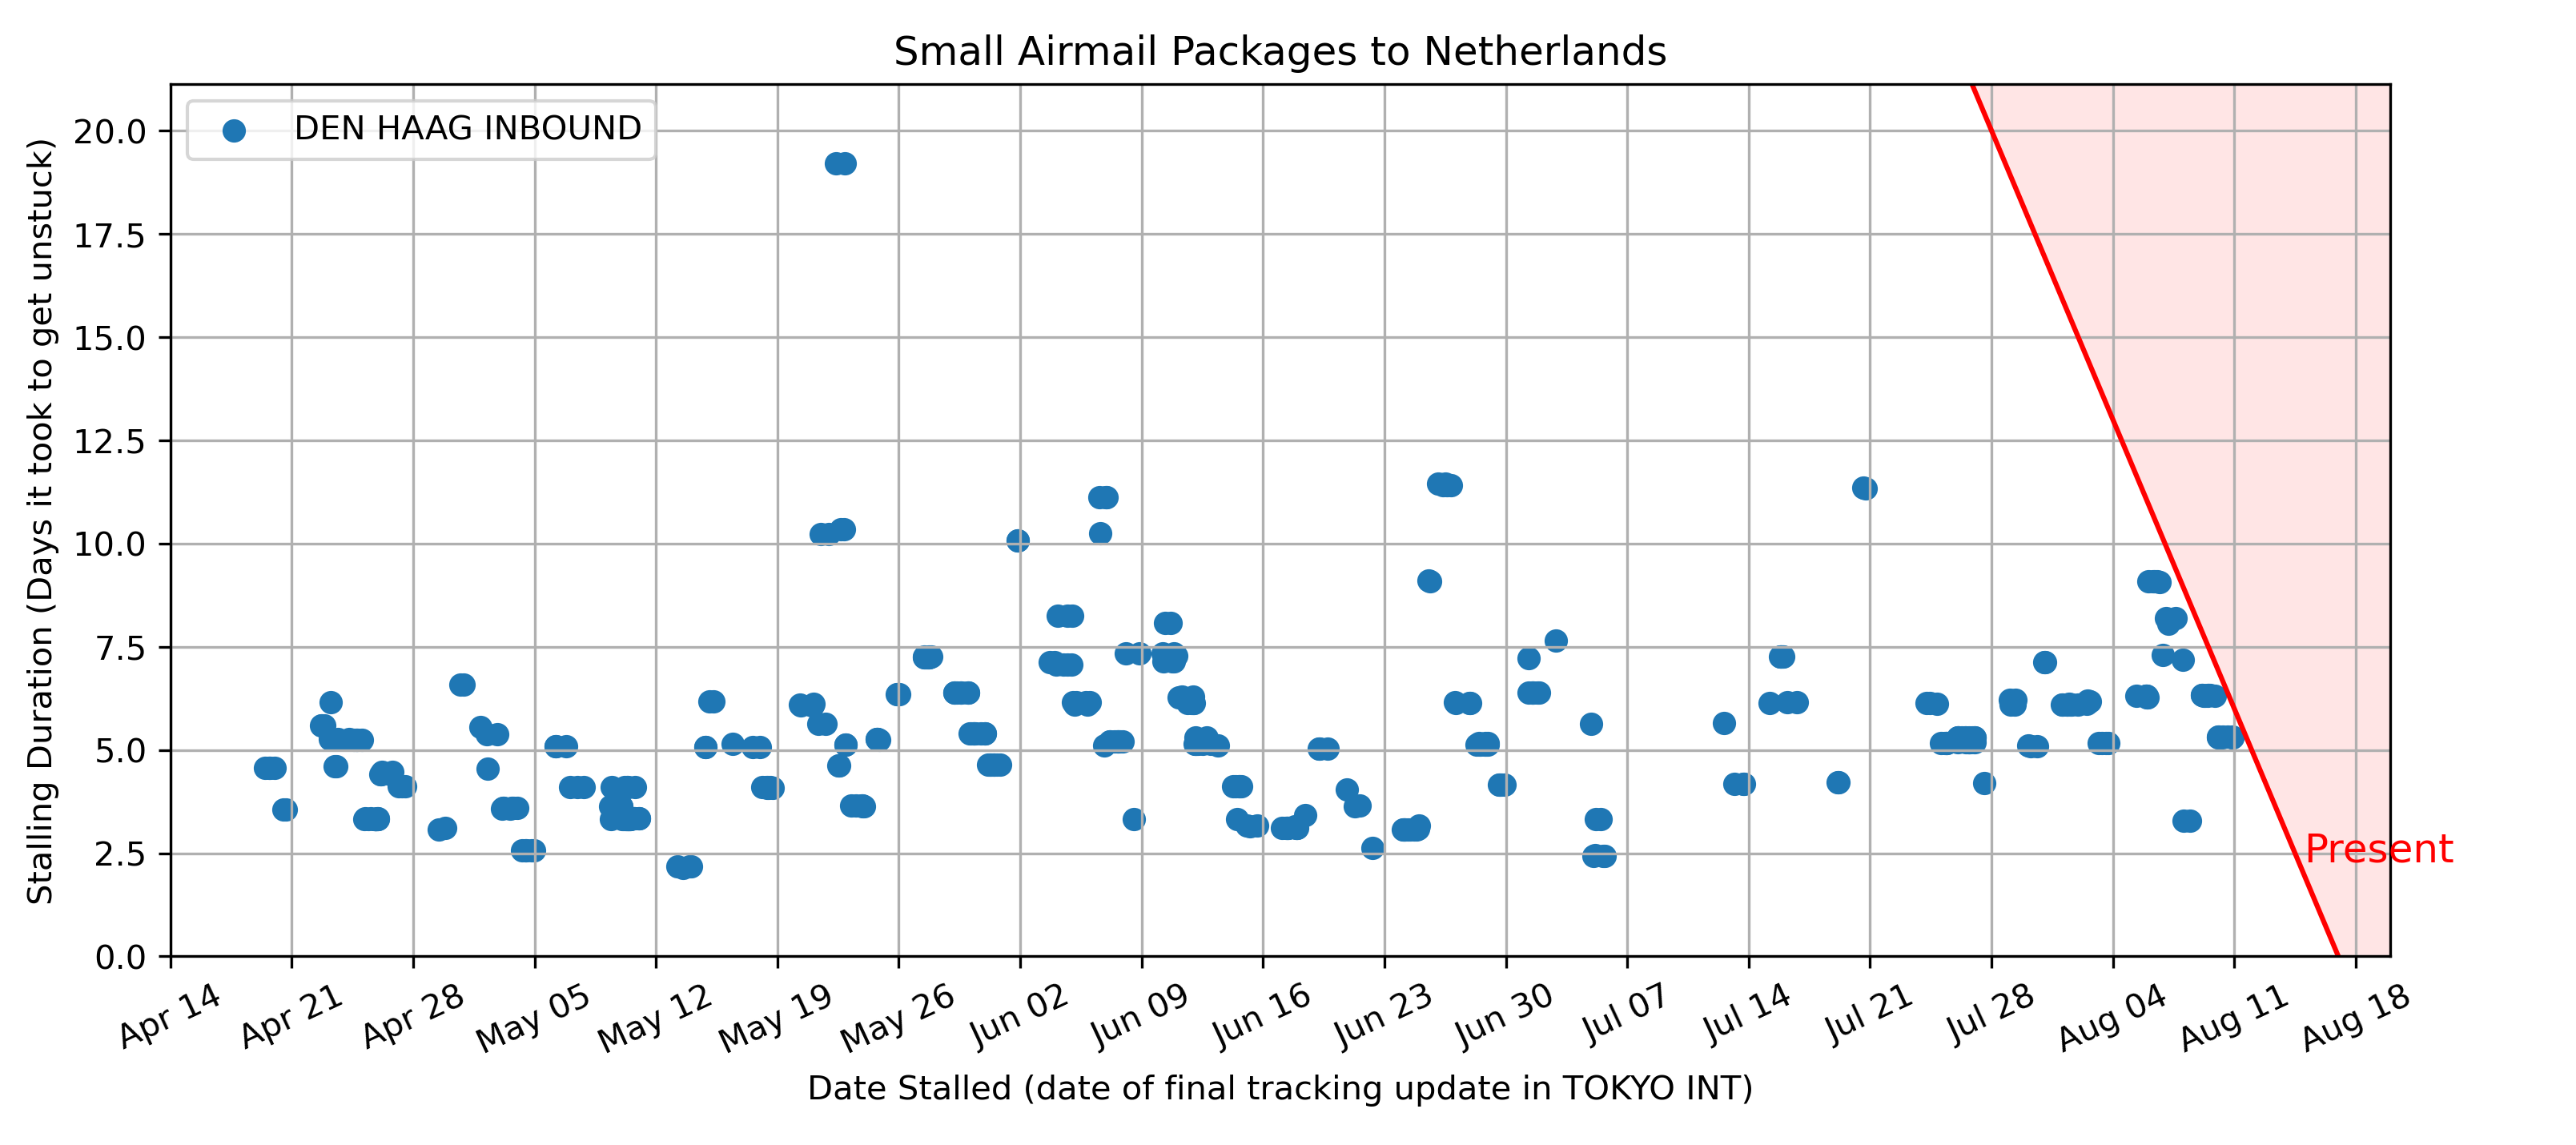 Small Airmail Packages to Netherlands
DEN HAAG INBOUND
Stalling Duration (Days it took to get unstuck)
20.0
17.5
15.0
12.5
10.0
7.5
5.0
2.5
0.0
Present
Apr 14 Apr 21 Apr 28 May 05 May 12 May 19 May 26 Jun 02 Jun 09 Jun 16 Jun 23 Jun 30 Jul 07 Jul 14 Jul 21 Jul 28 Aug 04 Aug 11 Aug 18
Date Stalled (date of final tracking update in TOKYO INT)